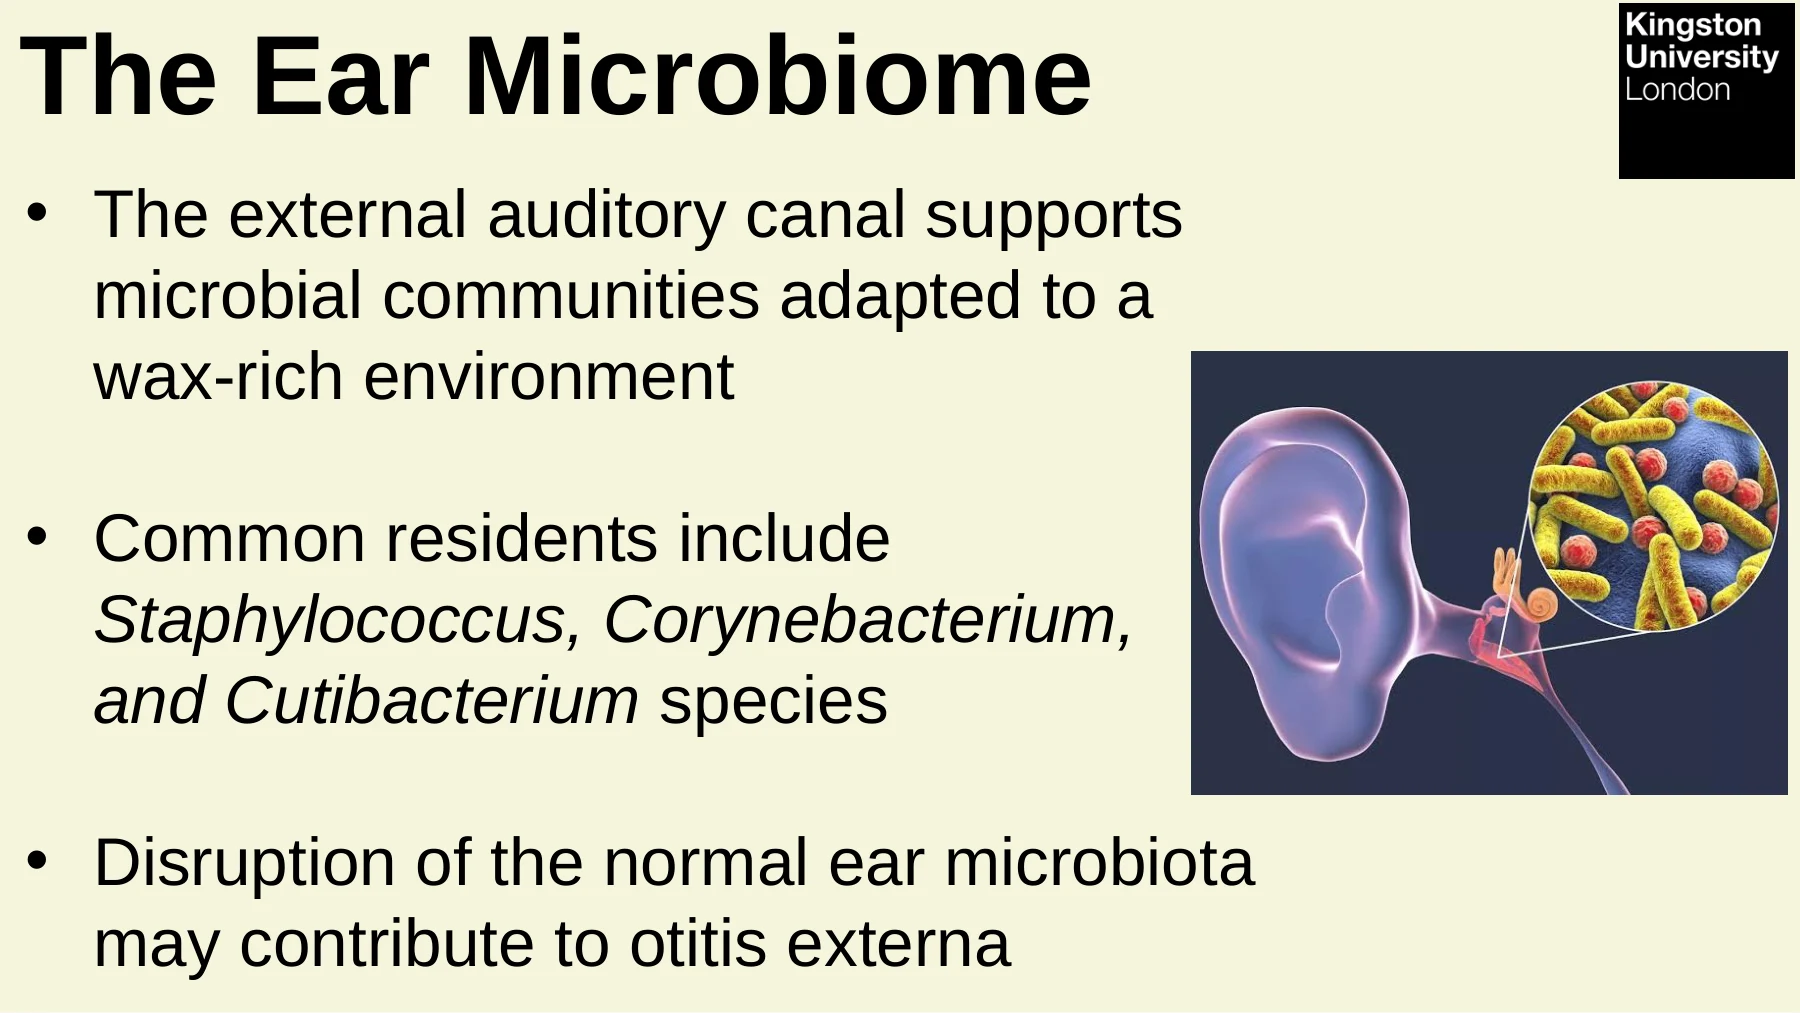 The Ear Microbiome
Kingston
University
London
• The external auditory canal supports
microbial communities adapted to a
wax-rich environment
• Common residents include
Staphylococcus, Corynebacterium,
and Cutibacterium species
• Disruption of the normal ear microbiota
may contribute to otitis externa